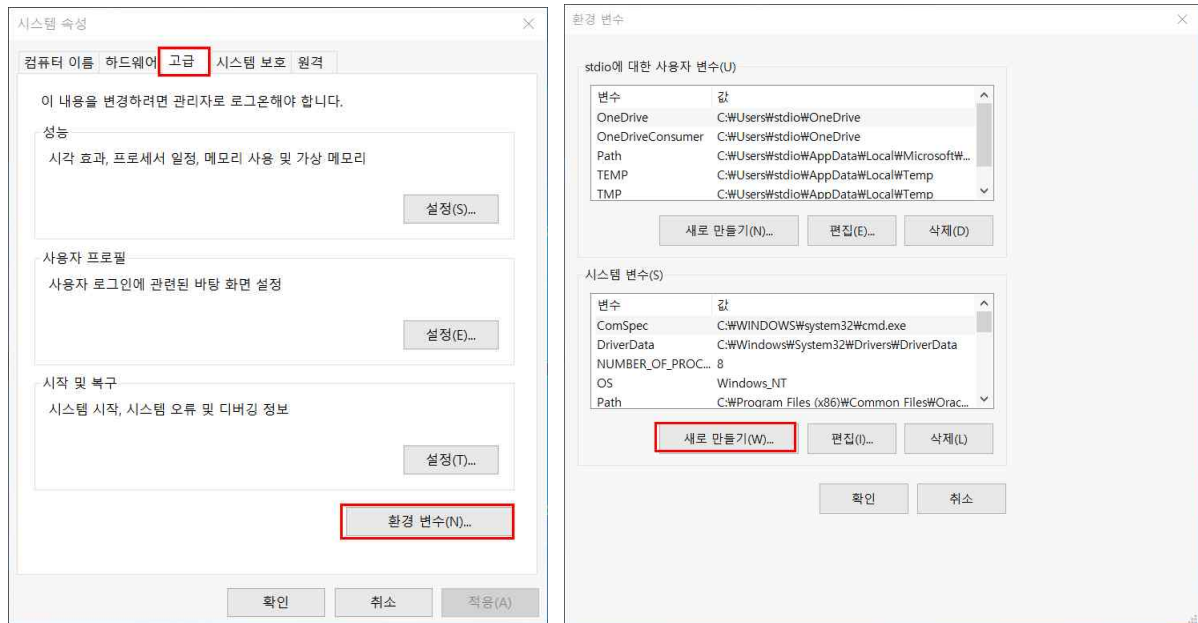 시스템 속성
컴퓨터 이름 하드웨어 고급 시스템 보호 원격
이 내용을 변경하려면 관리자로 로그온해야 합니다.
성능
시각 효과, 프로세서 일정, 메모리 사용 및 가상 메모리
설정(S)...
사용자 프로필
사용자 로그인에 관련된 바탕 화면 설정
설정(E)...
시작 및 복구
시스템 시작, 시스템 오류 및 디버깅 정보
설정(T)...
환경 변수(N)...
확인 취소 적용(A)
환경 변수
stdio에 대한 사용자 변수(U)
변수 값
OneDrive C:₩Users₩stdio₩OneDrive
OneDriveConsumer C:₩Users₩stdio₩OneDrive
Path C:₩Users₩stdio₩AppData₩Local₩Microsoft₩...
TEMP C:₩Users₩stdio₩AppData₩Local₩Temp
TMP C:₩Users₩stdio₩AppData₩Local₩Temp
새로 만들기(N)... 편집(E)... 삭제(D)
시스템 변수(S)
변수 값
ComSpec C:₩WINDOWS₩system32₩cmd.exe
DriverData C:₩Windows₩System32₩Drivers₩DriverData
NUMBER_OF_PROC... 8
OS Windows_NT
Path C:₩Program Files (x86)₩Common Files₩Orac...
새로 만들기(W)... 편집(I)... 삭제(L)
확인 취소